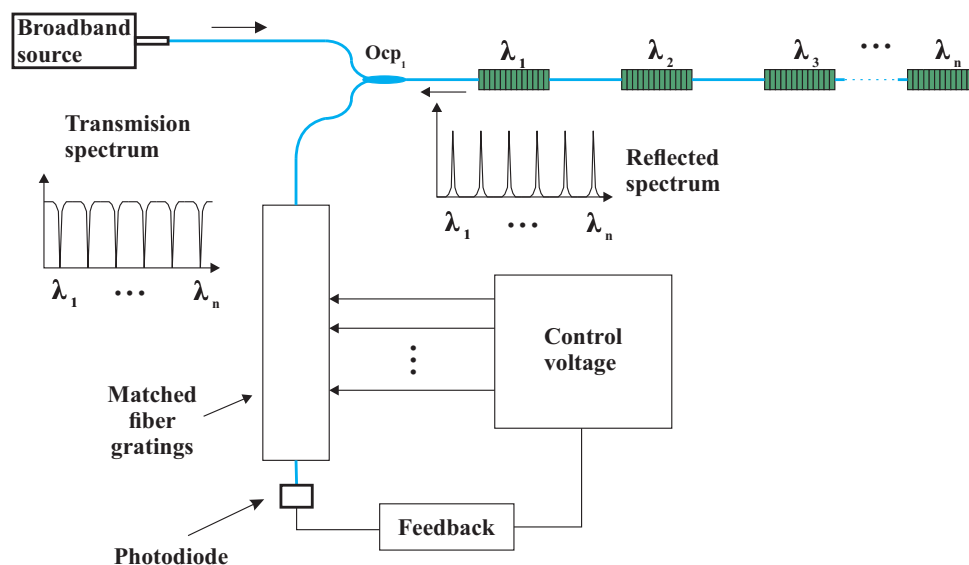 Broadband
source
Ocp1
λ1
λ2
λ3
...
λn
Transmision
spectrum
λ1
...
λn
Reflected
spectrum
λ1
...
λn
Control
voltage
Matched
fiber
gratings
Feedback
Photodiode